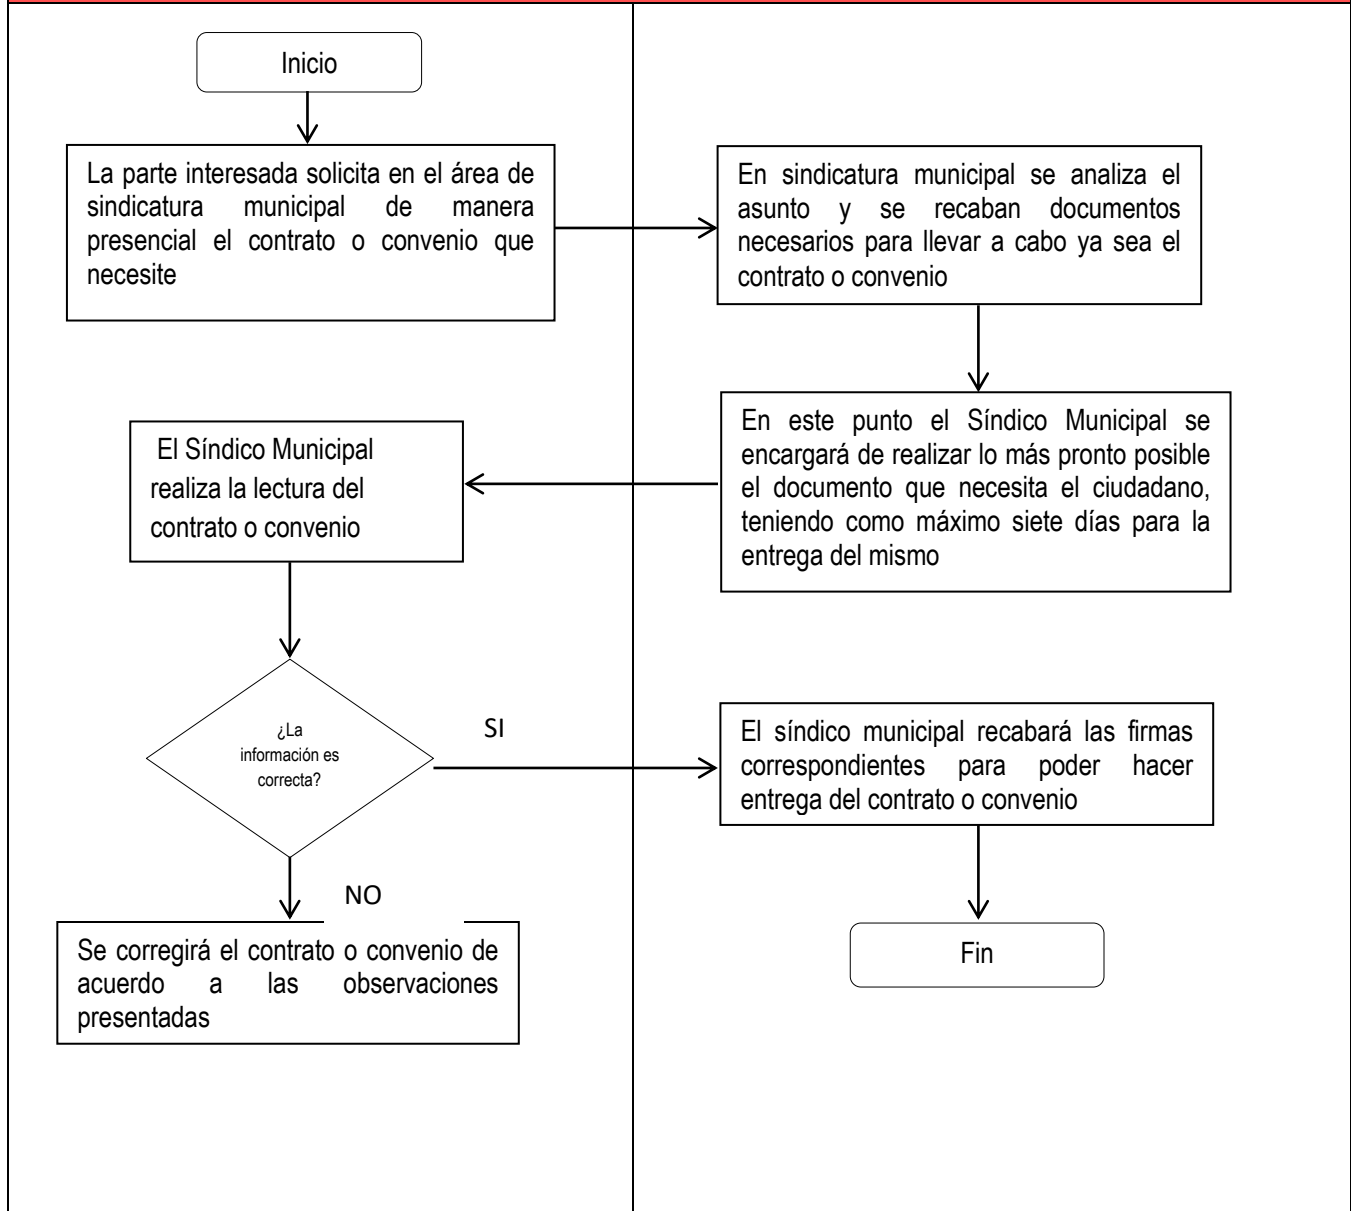 Inicio
La parte interesada solicita en el área de
sindicatura municipal de manera
presencial el contrato o convenio que
necesite
En sindicatura municipal se analiza el
asunto y se recaban documentos
necesarios para llevar a cabo ya sea el
contrato o convenio
En este punto el Síndico Municipal se
encargará de realizar lo más pronto posible
el documento que necesita el ciudadano,
teniendo como máximo siete días para la
entrega del mismo
El Síndico Municipal
realiza la lectura del
contrato o convenio
¿La
información es
correcta?
SI
El síndico municipal recabará las firmas
correspondientes para poder hacer
entrega del contrato o convenio
NO
Se corregirá el contrato o convenio de
acuerdo a las observaciones
presentadas
Fin